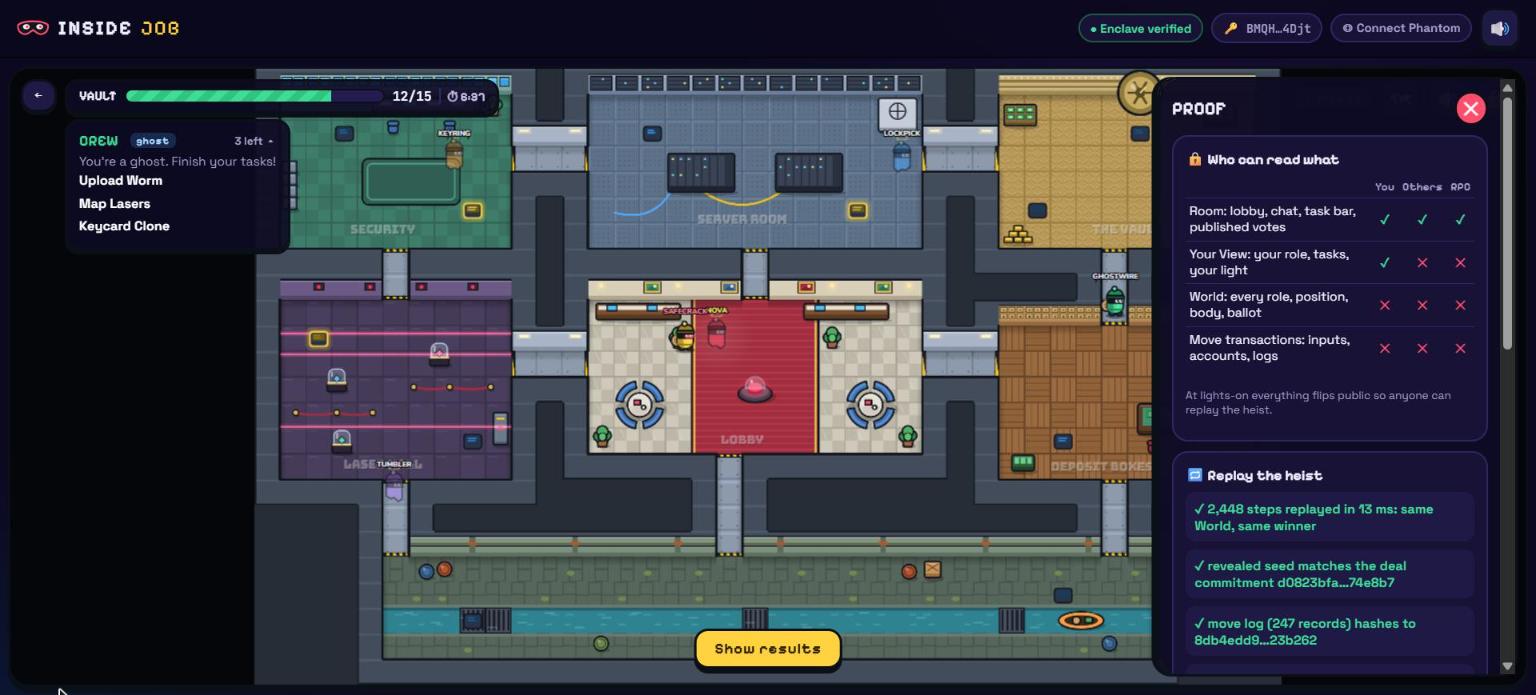 INSIDE JOB
● Enclave verified
BMQH…4Djt
Connect Phantom
←
VAULT 12/15
CREW ghost 3 left
You're a ghost. Finish your tasks!
Upload Worm
Map Lasers
Keycard Clone
KEYRING
SECURITY
LOCKPICK
SERVER ROOM
THE VAUL
GHOSTWIRE
NOVA
LOBBY
TUMBLER
DEPOSIT BOXES
Show results
PROOF
Who can read what
You Others RPC
Room: lobby, chat, task bar,
published votes ✓ ✓ ✓
Your View: your role, tasks,
your light ✓ ✕ ✕
World: every role, position,
body, ballot ✕ ✕ ✕
Move transactions: inputs,
accounts, logs ✕ ✕ ✕
At lights-on everything flips public so anyone can
replay the heist.
Replay the heist
✓ 2,448 steps replayed in 13 ms: same
World, same winner
✓ revealed seed matches the deal
commitment d0823bfa…74e8b7
✓ move log (247 records) hashes to
8db4edd9…23b262